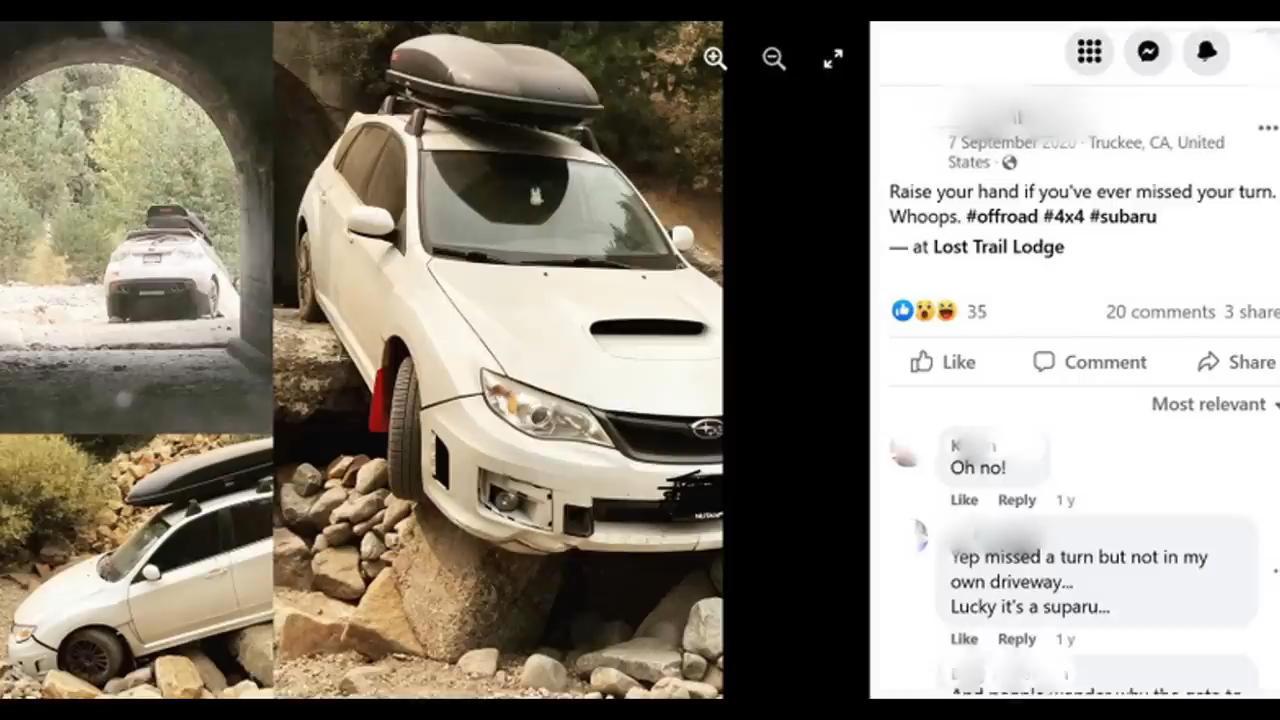 7 September 2020 · Truckee, CA, United
States ·
Raise your hand if you've ever missed your turn.
Whoops. #offroad #4x4 #subaru
— at Lost Trail Lodge
35
20 comments 3 share
Like
Comment
Share
Most relevant
Oh no!
Like Reply 1 y
Yep missed a turn but not in my
own driveway...
Lucky it's a suparu...
Like Reply 1 y